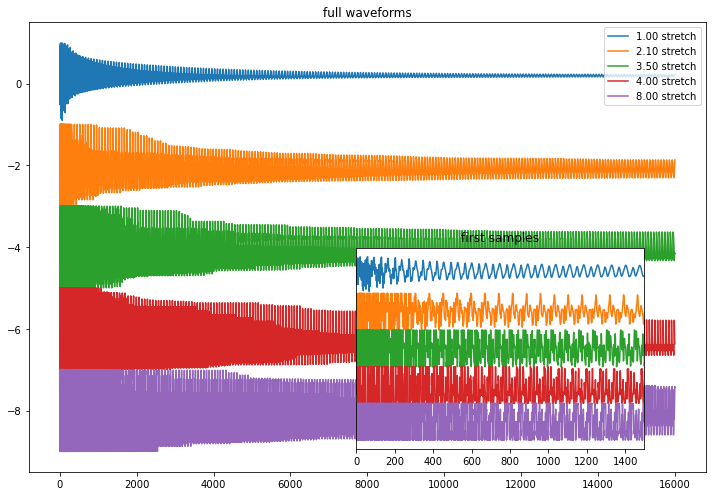 full waveforms
1.00 stretch
2.10 stretch
3.50 stretch
4.00 stretch
8.00 stretch
0
−2
−4
−6
−8
first samples
0 200 400 600 800 1000 1200 1400
0 2000 4000 6000 8000 10000 12000 14000 16000